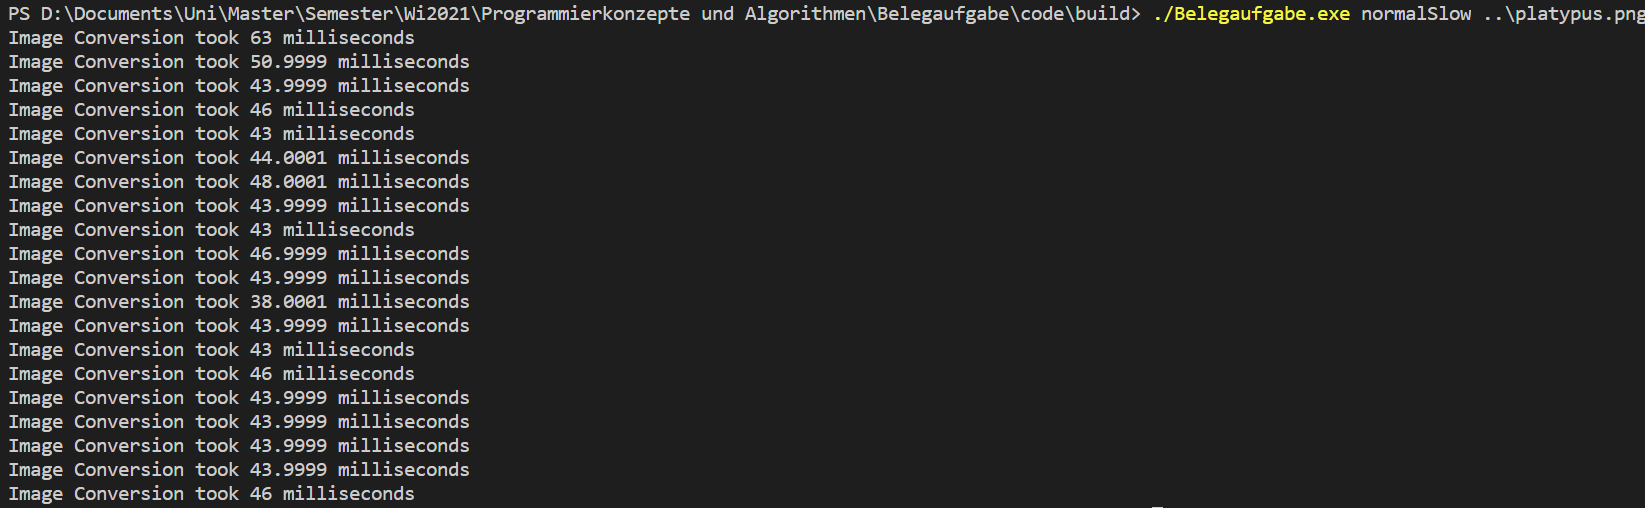 PS D:\Documents\Uni\Master\Semester\Wi2021\Programmierkonzepte und Algorithmen\Belegaufgabe\code\build> ./Belegaufgabe.exe normalSlow ..\platypus.png
Image Conversion took 63 milliseconds
Image Conversion took 50.9999 milliseconds
Image Conversion took 43.9999 milliseconds
Image Conversion took 46 milliseconds
Image Conversion took 43 milliseconds
Image Conversion took 44.0001 milliseconds
Image Conversion took 48.0001 milliseconds
Image Conversion took 43.9999 milliseconds
Image Conversion took 43 milliseconds
Image Conversion took 46.9999 milliseconds
Image Conversion took 43.9999 milliseconds
Image Conversion took 38.0001 milliseconds
Image Conversion took 43.9999 milliseconds
Image Conversion took 43 milliseconds
Image Conversion took 46 milliseconds
Image Conversion took 43.9999 milliseconds
Image Conversion took 43.9999 milliseconds
Image Conversion took 43.9999 milliseconds
Image Conversion took 43.9999 milliseconds
Image Conversion took 46 milliseconds